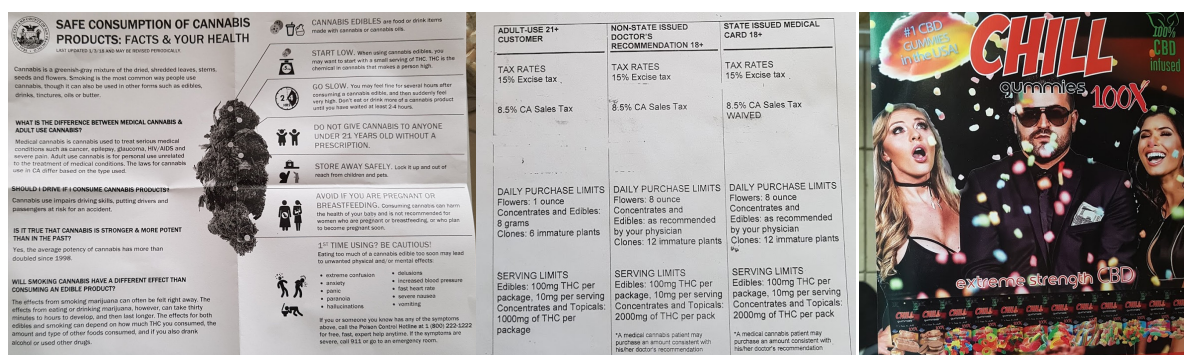 SAFE CONSUMPTION OF CANNABIS
PRODUCTS: FACTS & YOUR HEALTH
LAST UPDATED 1/3/18 AND MAY BE REVISED PERIODICALLY.
Cannabis is a greenish-gray mixture of the dried, shredded leaves, stems,
seeds and flowers. Smoking is the most common way people use
cannabis, though it can also be used in other forms such as edibles,
drinks, tinctures, oils or butter.
WHAT IS THE DIFFERENCE BETWEEN MEDICAL CANNABIS &
ADULT USE CANNABIS?
Medical cannabis is used to treat serious medical
conditions such as cancer, epilepsy, glaucoma, HIV/AIDS and
severe pain. Adult use cannabis is for personal use unrelated
to the treatment of medical conditions. The laws for cannabis
use in CA differ based on the type used.
SHOULD I DRIVE IF I CONSUME CANNABIS PRODUCTS?
Cannabis use impairs driving skills, putting drivers and
passengers at risk for an accident.
IS IT TRUE THAT CANNABIS IS STRONGER & MORE POTENT
THAN IN THE PAST?
Yes, the average potency of cannabis has more than
doubled since 1998.
WILL SMOKING CANNABIS HAVE A DIFFERENT EFFECT THAN
CONSUMING AN EDIBLE PRODUCT?
The effects from smoking marijuana can often be felt right away. The
effects from eating or drinking marijuana, however, can take thirty
minutes to hours to develop, and then last longer. The effects for both
edibles and smoking can depend on how much THC you consumed, the
amount and type of other foods consumed, and if you also drank
alcohol or used other drugs.
CANNABIS EDIBLES are food or drink items
made with cannabis or cannabis oils.
START LOW. When using cannabis edibles, you
may want to start with a small serving of THC. THC is the
chemical in cannabis that makes a person high.
GO SLOW. You may feel fine for several hours after
consuming a cannabis edible, and then suddenly feel
very high. Don't eat or drink more of a cannabis product
until you have waited at least 2-4 hours.
DO NOT GIVE CANNABIS TO ANYONE
UNDER 21 YEARS OLD WITHOUT A
PRESCRIPTION.
STORE AWAY SAFELY. Lock it up and out of
reach from children and pets.
AVOID IF YOU ARE PREGNANT OR
BREASTFEEDING. Consuming cannabis can harm
the health of your baby and is not recommended for
women who are pregnant or breastfeeding, or who plan
to become pregnant soon.
1ST TIME USING? BE CAUTIOUS!
Eating too much of a cannabis edible too soon may lead
to unwanted physical and/or mental effects:
• extreme confusion
• anxiety
• panic
• paranoia
• hallucinations
• delusions
• increased blood pressure
• fast heart rate
• severe nausea
• vomiting
If you or someone you know has any of the symptoms
above, call the Poison Control Hotline at 1 (800) 222-1222
for free, fast, expert help anytime. If the symptoms are
severe, call 911 or go to an emergency room.
ADULT-USE 21+
CUSTOMER
TAX RATES
15% Excise tax
8.5% CA Sales Tax
DAILY PURCHASE LIMITS
Flowers: 1 ounce
Concentrates and Edibles:
8 grams
Clones: 6 immature plants
SERVING LIMITS
Edibles: 100mg THC per
package, 10mg per serving
Concentrates and Topicals:
1000mg of THC per
package
NON-STATE ISSUED
DOCTOR'S
RECOMMENDATION 18+
TAX RATES
15% Excise tax
8.5% CA Sales Tax
DAILY PURCHASE LIMITS
Flowers: 8 ounce
Concentrates and
Edibles: as recommended
by your physician
Clones: 12 immature plants
SERVING LIMITS
Edibles: 100mg THC per
package, 10mg per serving
Concentrates and Topicals:
2000mg of THC per pack
*A medical cannabis patient may
purchase an amount consistent with
his/her doctor's recommendation
STATE ISSUED MEDICAL
CARD 18+
TAX RATES
15% Excise tax
8.5% CA Sales Tax
WAIVED
DAILY PURCHASE LIMITS
Flowers: 8 ounce
Concentrates and
Edibles: as recommended
by your physician
Clones: 12 immature plants
SERVING LIMITS
Edibles: 100mg THC per
package, 10mg per serving
Concentrates and Topicals:
2000mg of THC per pack
*A medical cannabis patient may
purchase an amount consistent with
his/her doctor's recommendation
#1 CBD
GUMMIES
in the USA!
CHILL
gummies 100X
100%
CBD
infused
extreme strength CBD
CHILL
CHILL
CHILL
CHILL